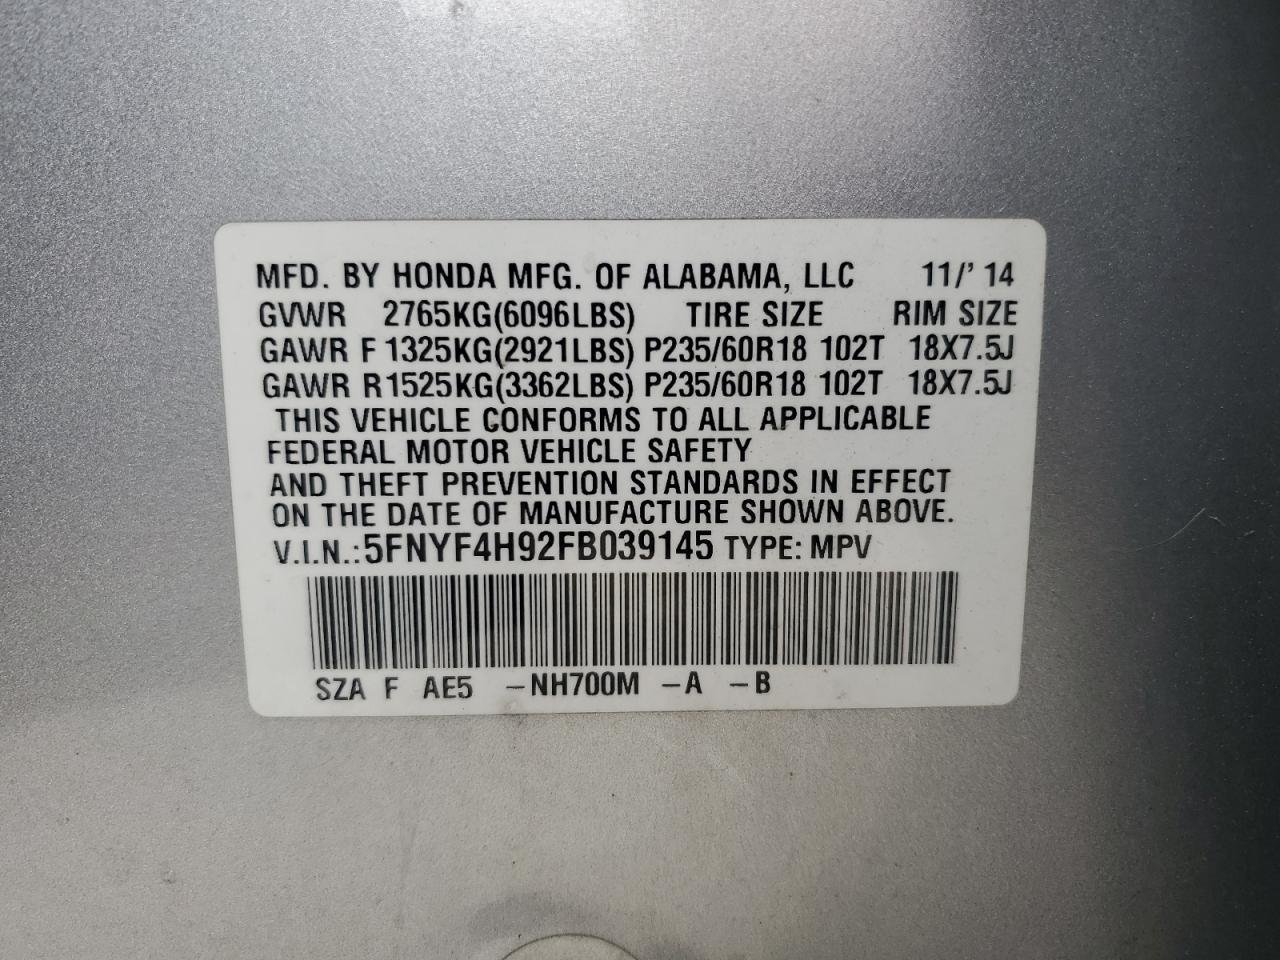 MFD. BY HONDA MFG. OF ALABAMA, LLC 11/' 14
GVWR 2765KG(6096LBS) TIRE SIZE RIM SIZE
GAWR F 1325KG(2921LBS) P235/60R18 102T 18X7.5J
GAWR R1525KG(3362LBS) P235/60R18 102T 18X7.5J
THIS VEHICLE CONFORMS TO ALL APPLICABLE
FEDERAL MOTOR VEHICLE SAFETY
AND THEFT PREVENTION STANDARDS IN EFFECT
ON THE DATE OF MANUFACTURE SHOWN ABOVE.
V.I.N.:5FNYF4H92FB039145 TYPE: MPV
SZA F AE5 –NH700M –A –B